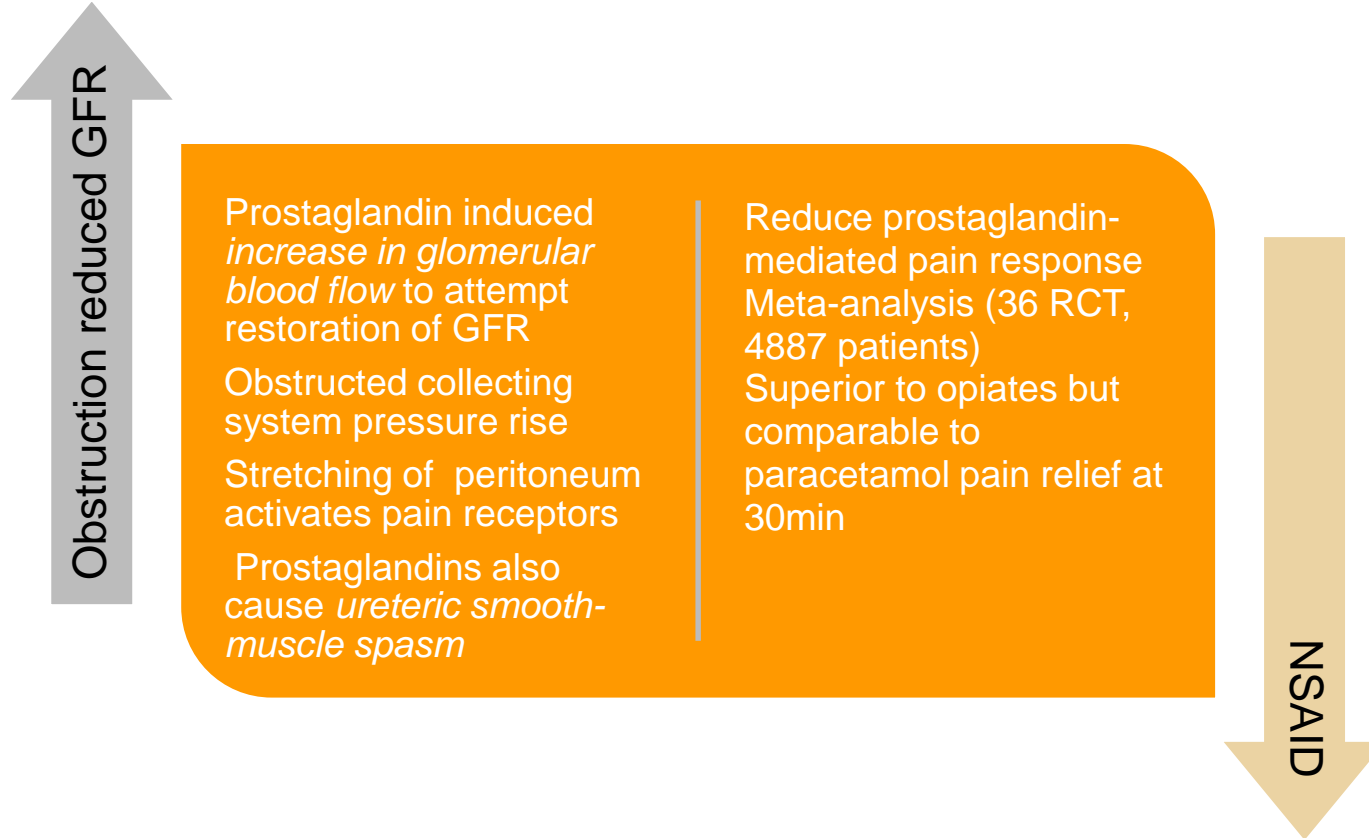 Obstruction reduced GFR
Prostaglandin induced
increase in glomerular
blood flow to attempt
restoration of GFR
Obstructed collecting
system pressure rise
Stretching of  peritoneum
activates pain receptors
Prostaglandins also
cause ureteric smooth-
muscle spasm
Reduce prostaglandin-
mediated pain response
Meta-analysis (36 RCT,
4887 patients)
Superior to opiates but
comparable to
paracetamol pain relief at
30min
NSAID